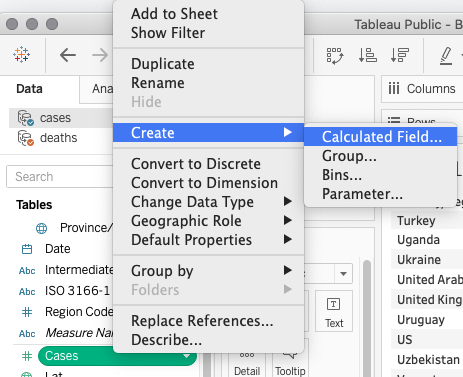 Tableau Public - B
Add to Sheet
Show Filter
Duplicate
Rename
Hide
Create
Convert to Discrete
Convert to Dimension
Change Data Type
Geographic Role
Default Properties
Group by
Folders
Replace References...
Describe...
Calculated Field...
Group...
Bins...
Parameter...
Data
Ana
cases
deaths
Search
Tables
Province/
Date
Abc Intermediate
Abc ISO 3166-1
# Region Code
Abc Measure Nam
# Cases
Lat
Text
Detail
Tooltip
Columns
Rows
Turkey
Uganda
Ukraine
United Arab
United King
Uruguay
US
Uzbekistan